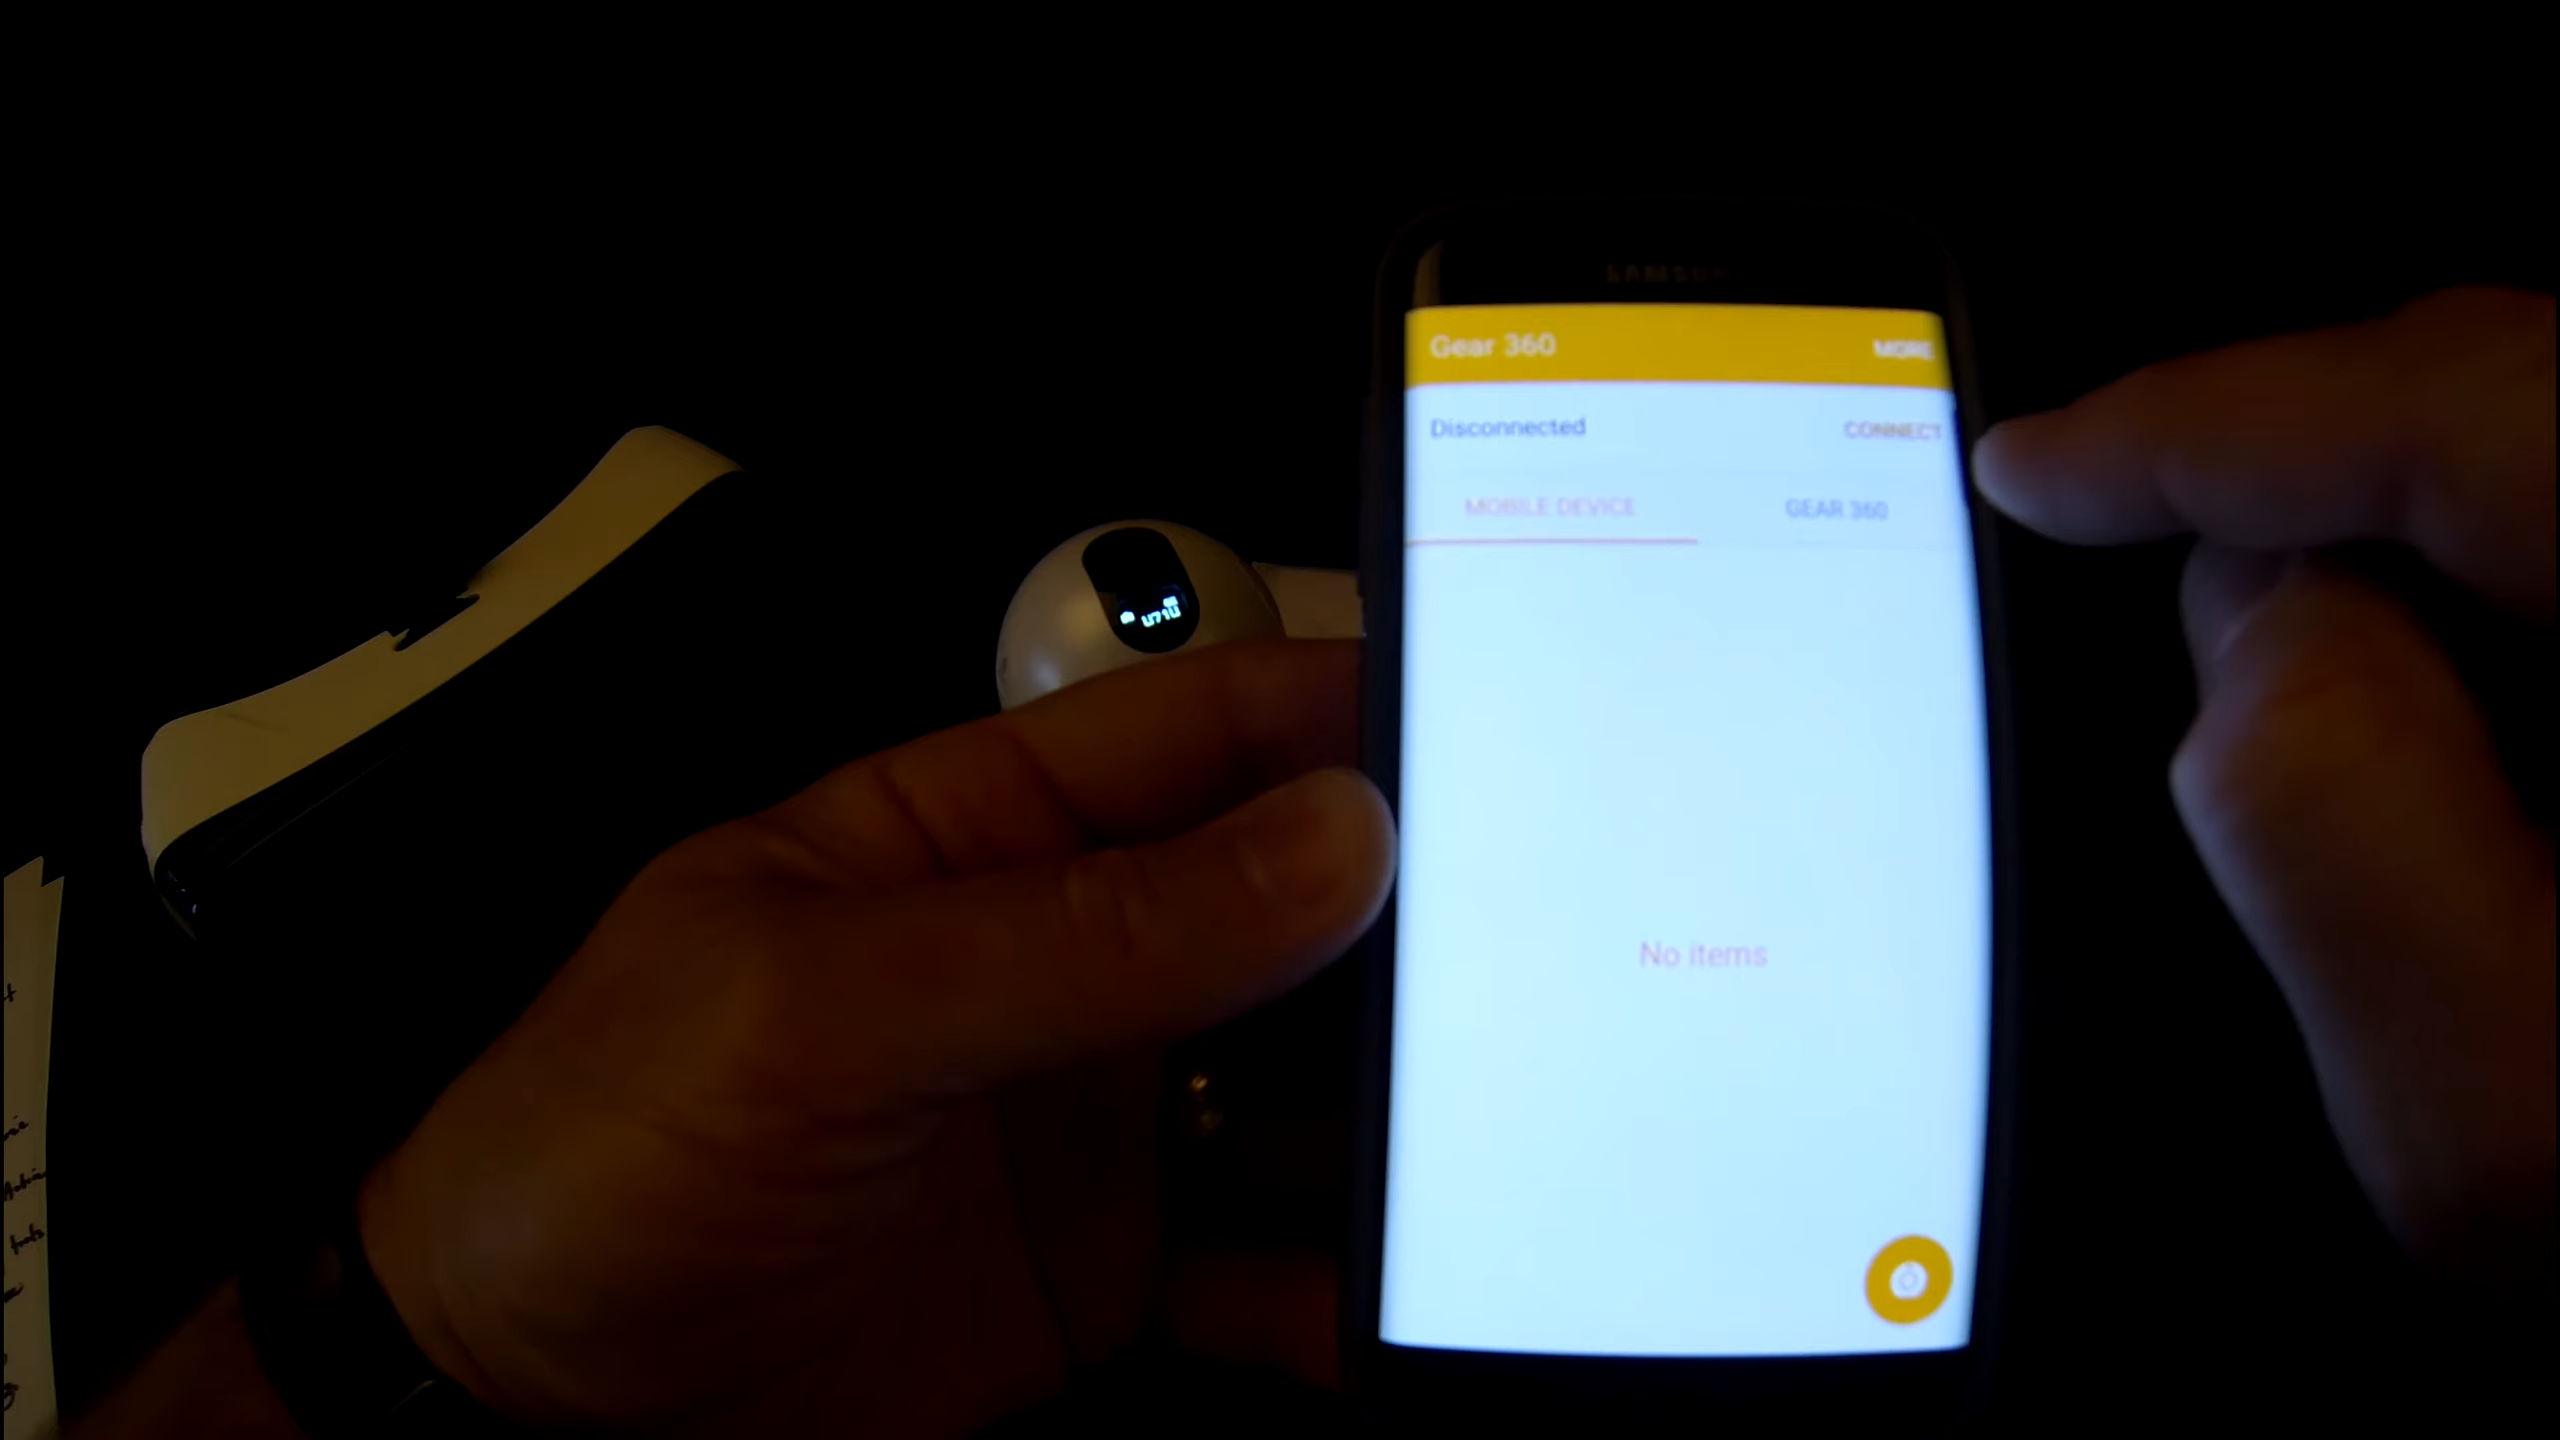 SAMSUNG
Gear 360 MORE
Disconnected CONNECT
MOBILE DEVICE GEAR 360
No items